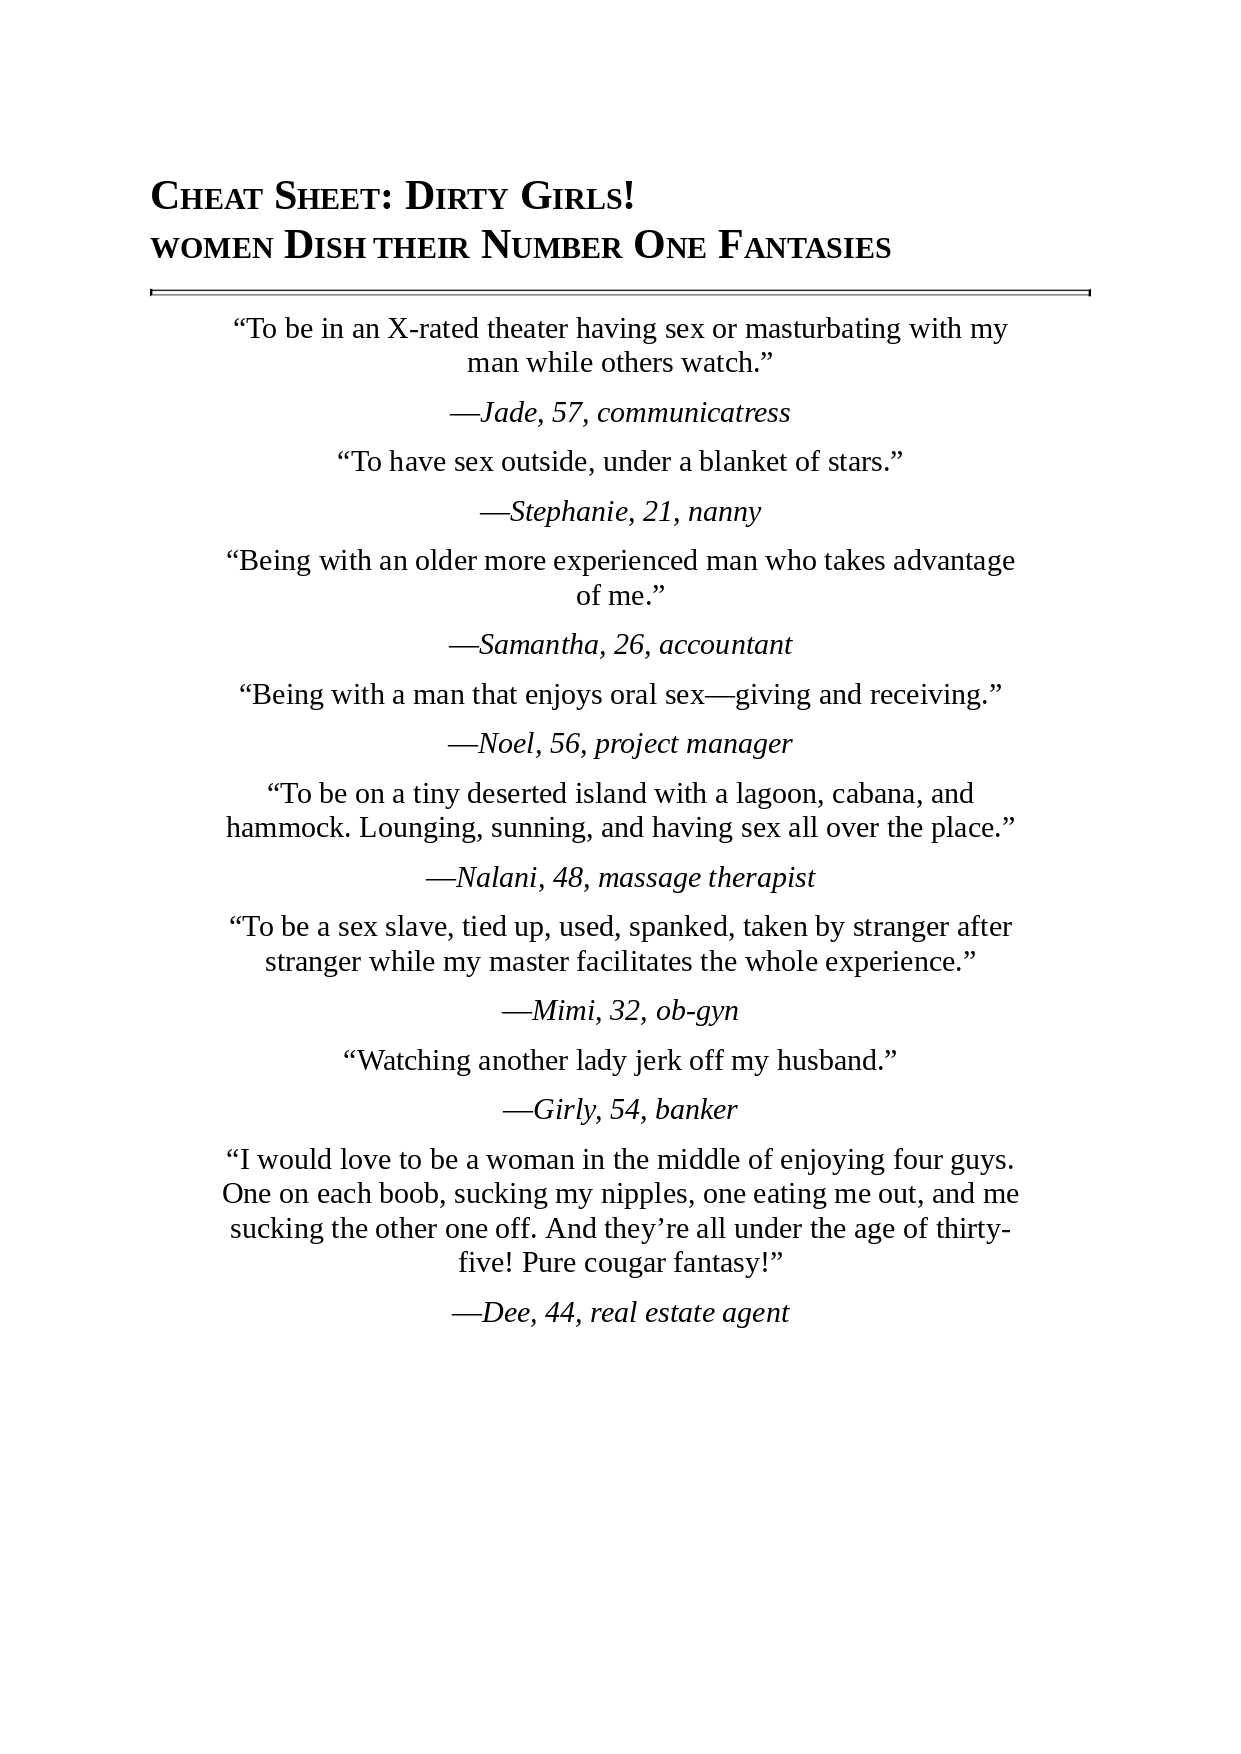 Cheat Sheet: Dirty Girls!
women Dish their Number One Fantasies
“To be in an X-rated theater having sex or masturbating with my
man while others watch.”
—Jade, 57, communicatress
“To have sex outside, under a blanket of stars.”
—Stephanie, 21, nanny
“Being with an older more experienced man who takes advantage
of me.”
—Samantha, 26, accountant
“Being with a man that enjoys oral sex—giving and receiving.”
—Noel, 56, project manager
“To be on a tiny deserted island with a lagoon, cabana, and
hammock. Lounging, sunning, and having sex all over the place.”
—Nalani, 48, massage therapist
“To be a sex slave, tied up, used, spanked, taken by stranger after
stranger while my master facilitates the whole experience.”
—Mimi, 32, ob-gyn
“Watching another lady jerk off my husband.”
—Girly, 54, banker
“I would love to be a woman in the middle of enjoying four guys.
One on each boob, sucking my nipples, one eating me out, and me
sucking the other one off. And they’re all under the age of thirty-
five! Pure cougar fantasy!”
—Dee, 44, real estate agent